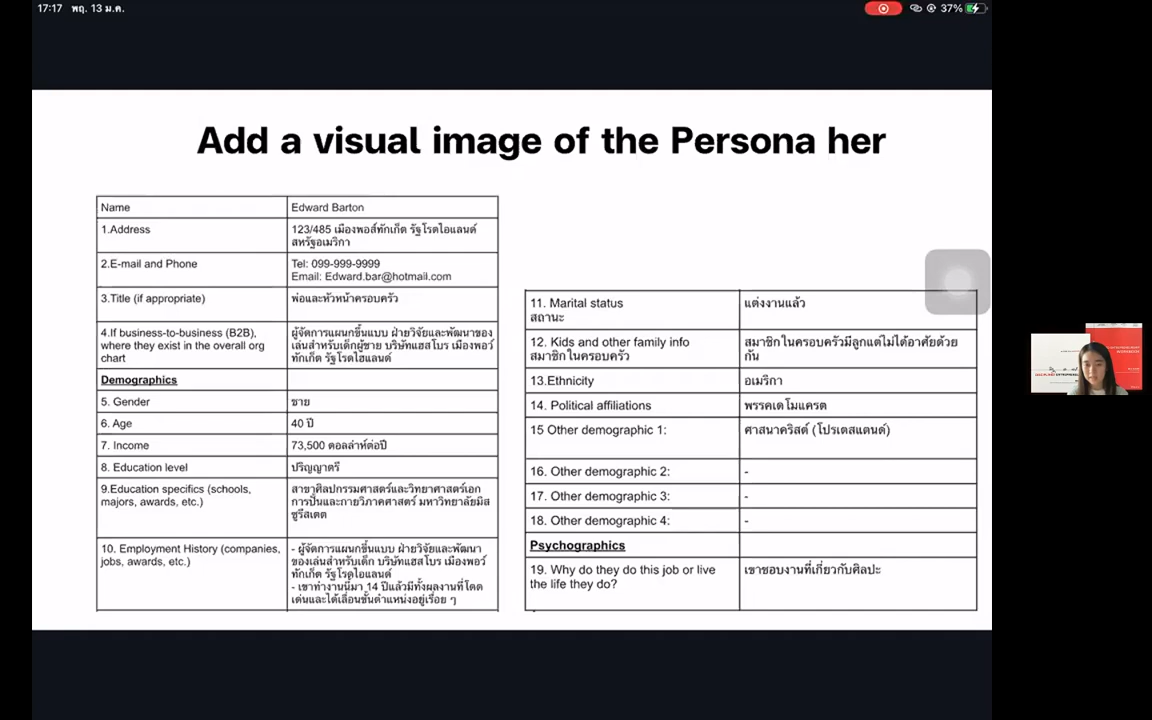 17:17 พฤ. 13 ม.ค.
37%
Add a visual image of the Persona her
Name
Edward Barton
1.Address
123/485 เมืองพอส์ทักเก็ต รัฐโรดไอแลนด์
สหรัฐอเมริกา
2.E-mail and Phone
Tel: 099-999-9999
Email: Edward.bar@hotmail.com
3.Title (if appropriate)
พ่อและหัวหน้าครอบครัว
4.If business-to-business (B2B),
where they exist in the overall org
chart
ผู้จัดการแผนกขึ้นแบบ ฝ่ายวิจัยและพัฒนาของ
เล่นสำหรับเด็กผู้ชาย บริษัทแฮสโบร เมืองพอว์
ทักเก็ต รัฐโรดไอแลนด์
Demographics
5. Gender
ชาย
6. Age
40 ปี
7. Income
73,500 ดอลล่าห์ต่อปี
8. Education level
ปริญญาตรี
9.Education specifics (schools,
majors, awards, etc.)
สาขาศิลปกรรมศาสตร์และวิทยาศาสตร์เอก
การปั้นและกายวิภาคศาสตร์ มหาวิทยาลัยมิส
ซูรีสเตต
10. Employment History (companies,
jobs, awards, etc.)
- ผู้จัดการแผนกขึ้นแบบ ฝ่ายวิจัยและพัฒนา
ของเล่นสำหรับเด็ก บริษัทแฮสโบร เมืองพอว์
ทักเก็ต รัฐโรดไอแลนด์
- เขาทำงานนี้มา 14 ปีแล้วมีทั้งผลงานที่โดด
เด่นและได้เลื่อนขั้นตำแหน่งอยู่เรื่อย ๆ
11. Marital status
สถานะ
แต่งงานแล้ว
12. Kids and other family info
สมาชิกในครอบครัว
สมาชิกในครอบครัวมีลูกแต่ไม่ได้อาศัยด้วย
กัน
13.Ethnicity
อเมริกา
14. Political affiliations
พรรคเดโมแครต
15 Other demographic 1:
ศาสนาคริสต์ (โปรเตสแตนต์)
16. Other demographic 2:
-
17. Other demographic 3:
-
18. Other demographic 4:
-
Psychographics
19. Why do they do this job or live
the life they do?
เขาชอบงานที่เกี่ยวกับศิลปะ